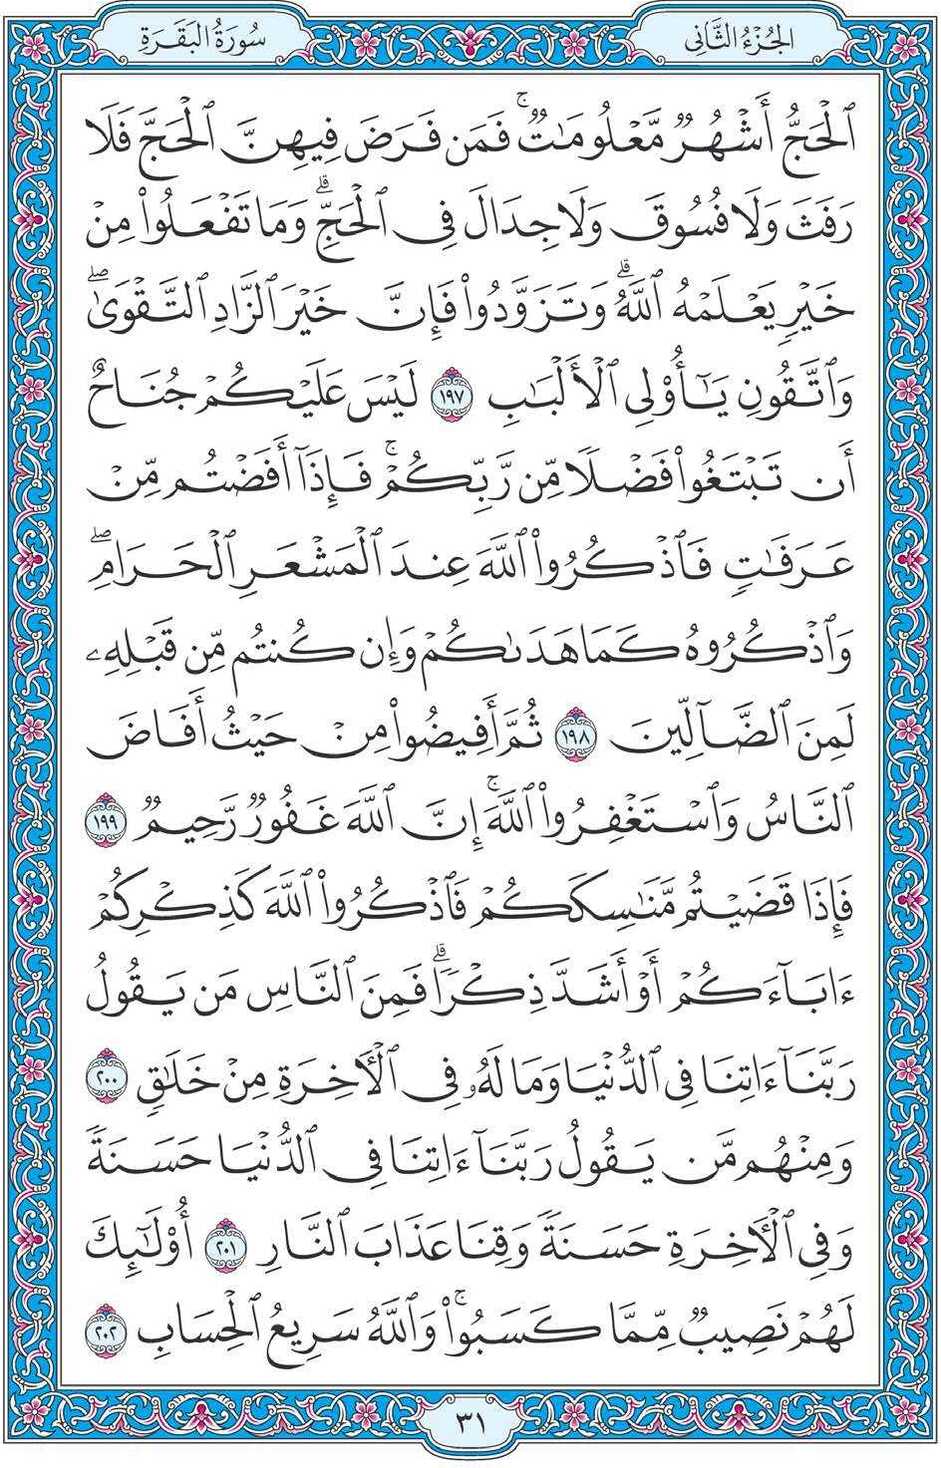 الجُزْءُ الثَّانِي
سُورَةُ البَقَرَةِ
ٱلْحَجُّ أَشْهُرٌ مَّعْلُومَٰتٌ ۚ فَمَن فَرَضَ فِيهِنَّ ٱلْحَجَّ فَلَا
رَفَثَ وَلَا فُسُوقَ وَلَا جِدَالَ فِى ٱلْحَجِّ ۗ وَمَا تَفْعَلُوا۟ مِنْ
خَيْرٍ يَعْلَمْهُ ٱللَّهُ ۗ وَتَزَوَّدُوا۟ فَإِنَّ خَيْرَ ٱلزَّادِ ٱلتَّقْوَىٰ ۖ
وَٱتَّقُونِ يَٰٓأُو۟لِى ٱلْأَلْبَٰبِ ١٩٧ لَيْسَ عَلَيْكُمْ جُنَاحٌ
أَن تَبْتَغُوا۟ فَضْلًا مِّن رَّبِّكُمْ ۚ فَإِذَآ أَفَضْتُم مِّنْ
عَرَفَٰتٍ فَٱذْكُرُوا۟ ٱللَّهَ عِندَ ٱلْمَشْعَرِ ٱلْحَرَامِ ۖ
وَٱذْكُرُوهُ كَمَا هَدَىٰكُمْ وَإِن كُنتُم مِّن قَبْلِهِۦ
لَمِنَ ٱلضَّآلِّينَ ١٩٨ ثُمَّ أَفِيضُوا۟ مِنْ حَيْثُ أَفَاضَ
ٱلنَّاسُ وَٱسْتَغْفِرُوا۟ ٱللَّهَ ۚ إِنَّ ٱللَّهَ غَفُورٌ رَّحِيمٌ ١٩٩
فَإِذَا قَضَيْتُم مَّنَٰسِكَكُمْ فَٱذْكُرُوا۟ ٱللَّهَ كَذِكْرِكُمْ
ءَابَآءَكُمْ أَوْ أَشَدَّ ذِكْرًا ۗ فَمِنَ ٱلنَّاسِ مَن يَقُولُ
رَبَّنَآ ءَاتِنَا فِى ٱلدُّنْيَا وَمَا لَهُۥ فِى ٱلْءَاخِرَةِ مِنْ خَلَٰقٍ ٢٠٠
وَمِنْهُم مَّن يَقُولُ رَبَّنَآ ءَاتِنَا فِى ٱلدُّنْيَا حَسَنَةً
وَفِى ٱلْءَاخِرَةِ حَسَنَةً وَقِنَا عَذَابَ ٱلنَّارِ ٢٠١ أُو۟لَٰٓئِكَ
لَهُمْ نَصِيبٌ مِّمَّا كَسَبُوا۟ ۚ وَٱللَّهُ سَرِيعُ ٱلْحِسَابِ ٢٠٢
٣١